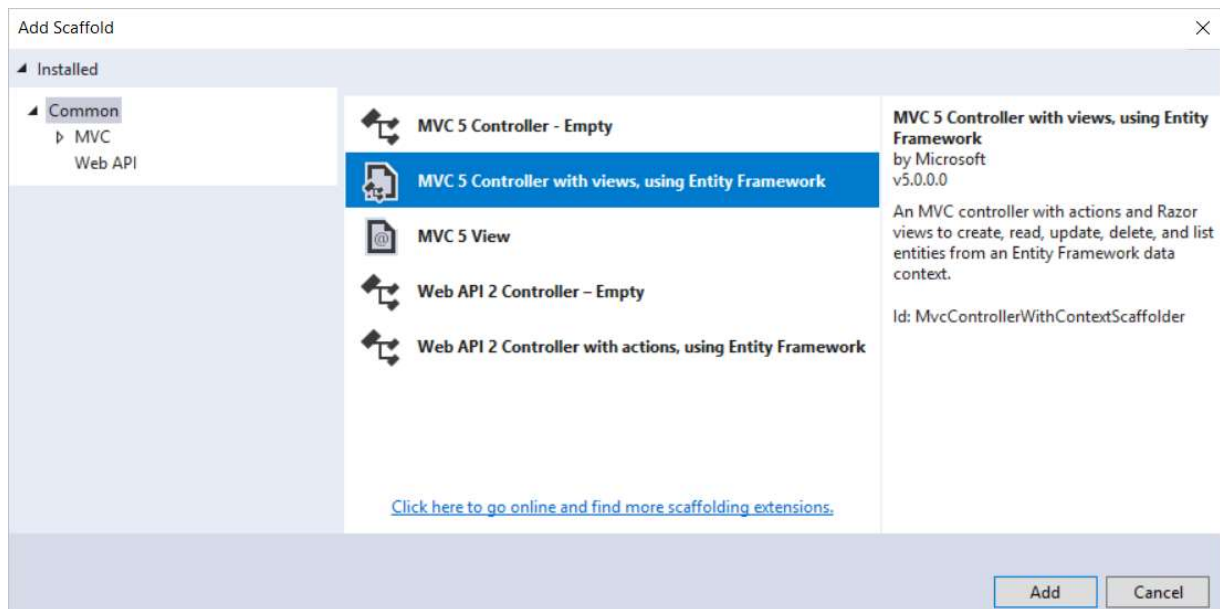 Add Scaffold
Installed
Common
MVC
Web API
MVC 5 Controller - Empty
MVC 5 Controller with views, using Entity Framework
MVC 5 View
Web API 2 Controller – Empty
Web API 2 Controller with actions, using Entity Framework
Click here to go online and find more scaffolding extensions.
MVC 5 Controller with views, using Entity
Framework
by Microsoft
v5.0.0.0
An MVC controller with actions and Razor
views to create, read, update, delete, and list
entities from an Entity Framework data
context.
Id: MvcControllerWithContextScaffolder
Add
Cancel